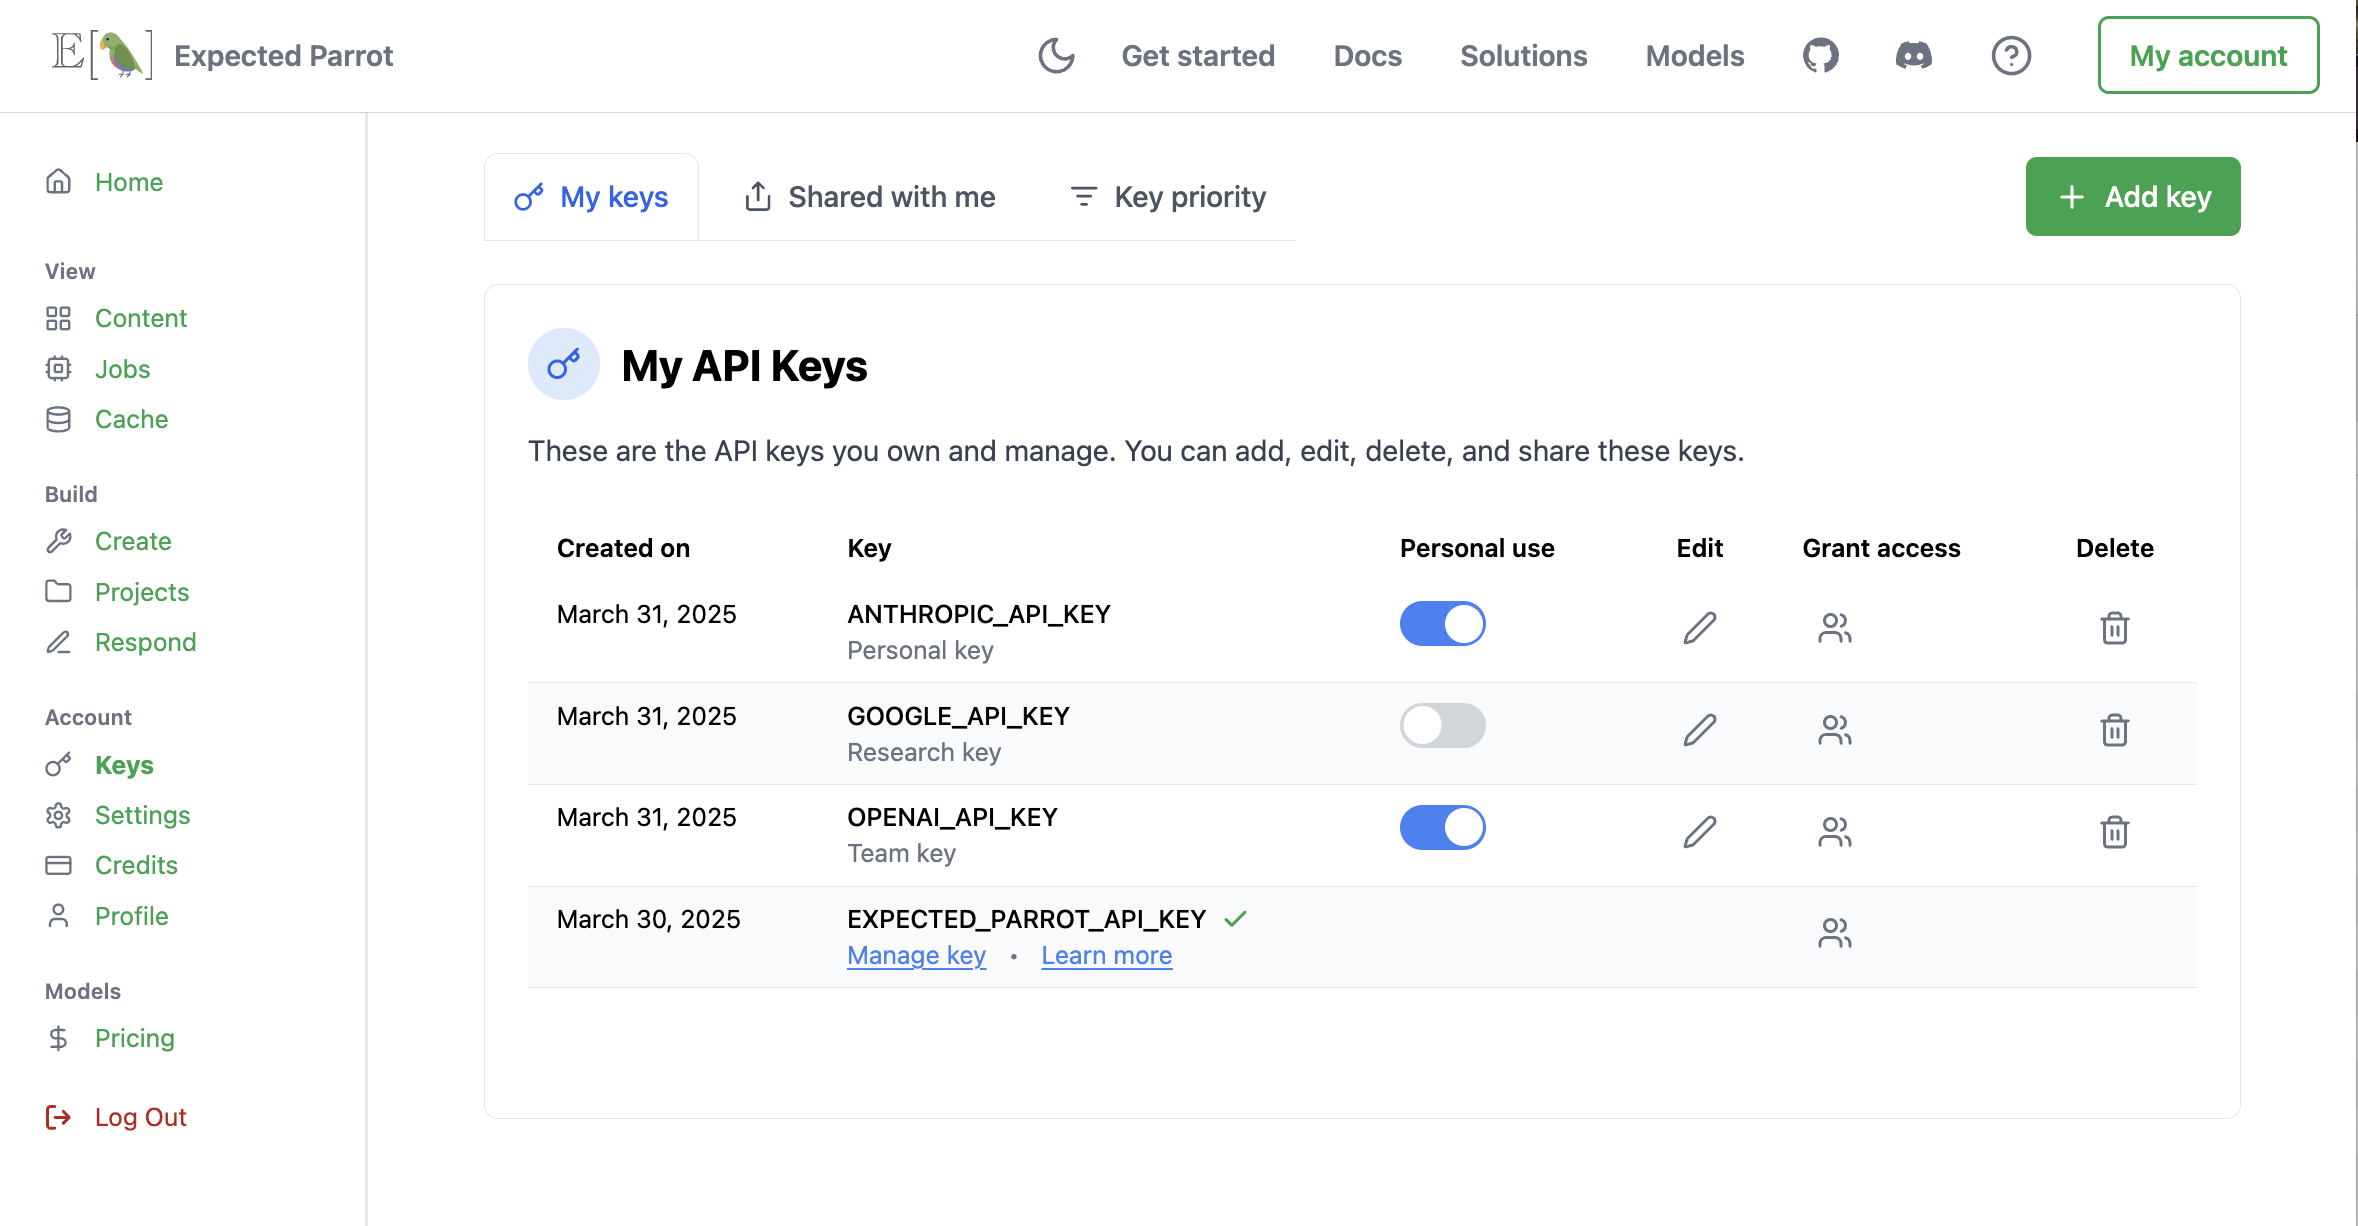 E[] Expected Parrot
Get started Docs Solutions Models My account
Home
View
Content
Jobs
Cache
Build
Create
Projects
Respond
Account
Keys
Settings
Credits
Profile
Models
Pricing
Log Out
My keys Shared with me Key priority
+ Add key
My API Keys
These are the API keys you own and manage. You can add, edit, delete, and share these keys.
Created on Key Personal use Edit Grant access Delete
March 31, 2025 ANTHROPIC_API_KEY
Personal key
March 31, 2025 GOOGLE_API_KEY
Research key
March 31, 2025 OPENAI_API_KEY
Team key
March 30, 2025 EXPECTED_PARROT_API_KEY
Manage key • Learn more